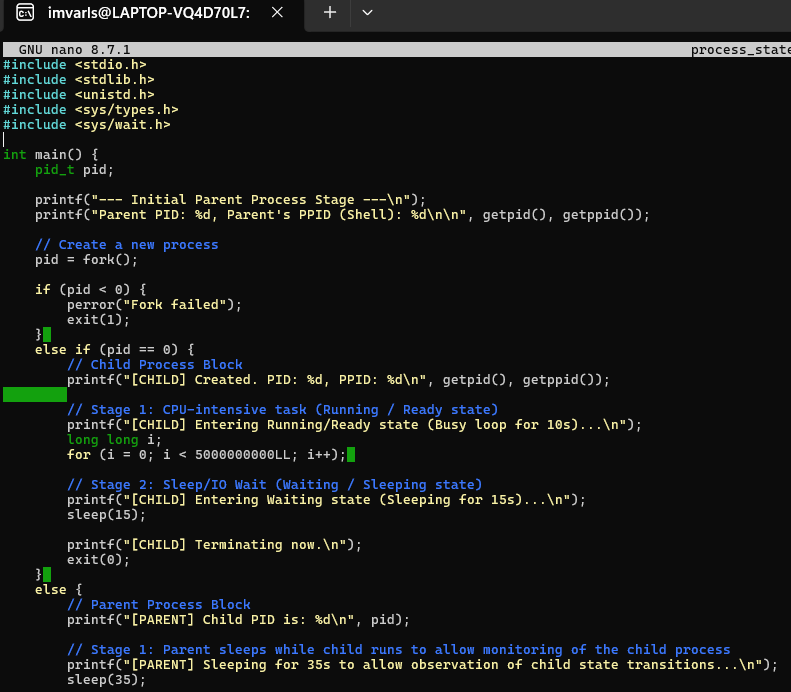 imvarls@LAPTOP-VQ4D70L7:
GNU nano 8.7.1 process_state
#include <stdio.h>
#include <stdlib.h>
#include <unistd.h>
#include <sys/types.h>
#include <sys/wait.h>

int main() {
    pid_t pid;

    printf("--- Initial Parent Process Stage ---\n");
    printf("Parent PID: %d, Parent's PPID (Shell): %d\n\n", getpid(), getppid());

    // Create a new process
    pid = fork();

    if (pid < 0) {
        perror("Fork failed");
        exit(1);
    }
    else if (pid == 0) {
        // Child Process Block
        printf("[CHILD] Created. PID: %d, PPID: %d\n", getpid(), getppid());

        // Stage 1: CPU-intensive task (Running / Ready state)
        printf("[CHILD] Entering Running/Ready state (Busy loop for 10s)...\n");
        long long i;
        for (i = 0; i < 5000000000LL; i++);

        // Stage 2: Sleep/IO Wait (Waiting / Sleeping state)
        printf("[CHILD] Entering Waiting state (Sleeping for 15s)...\n");
        sleep(15);

        printf("[CHILD] Terminating now.\n");
        exit(0);
    }
    else {
        // Parent Process Block
        printf("[PARENT] Child PID is: %d\n", pid);

        // Stage 1: Parent sleeps while child runs to allow monitoring of the child process
        printf("[PARENT] Sleeping for 35s to allow observation of child state transitions...\n");
        sleep(35);